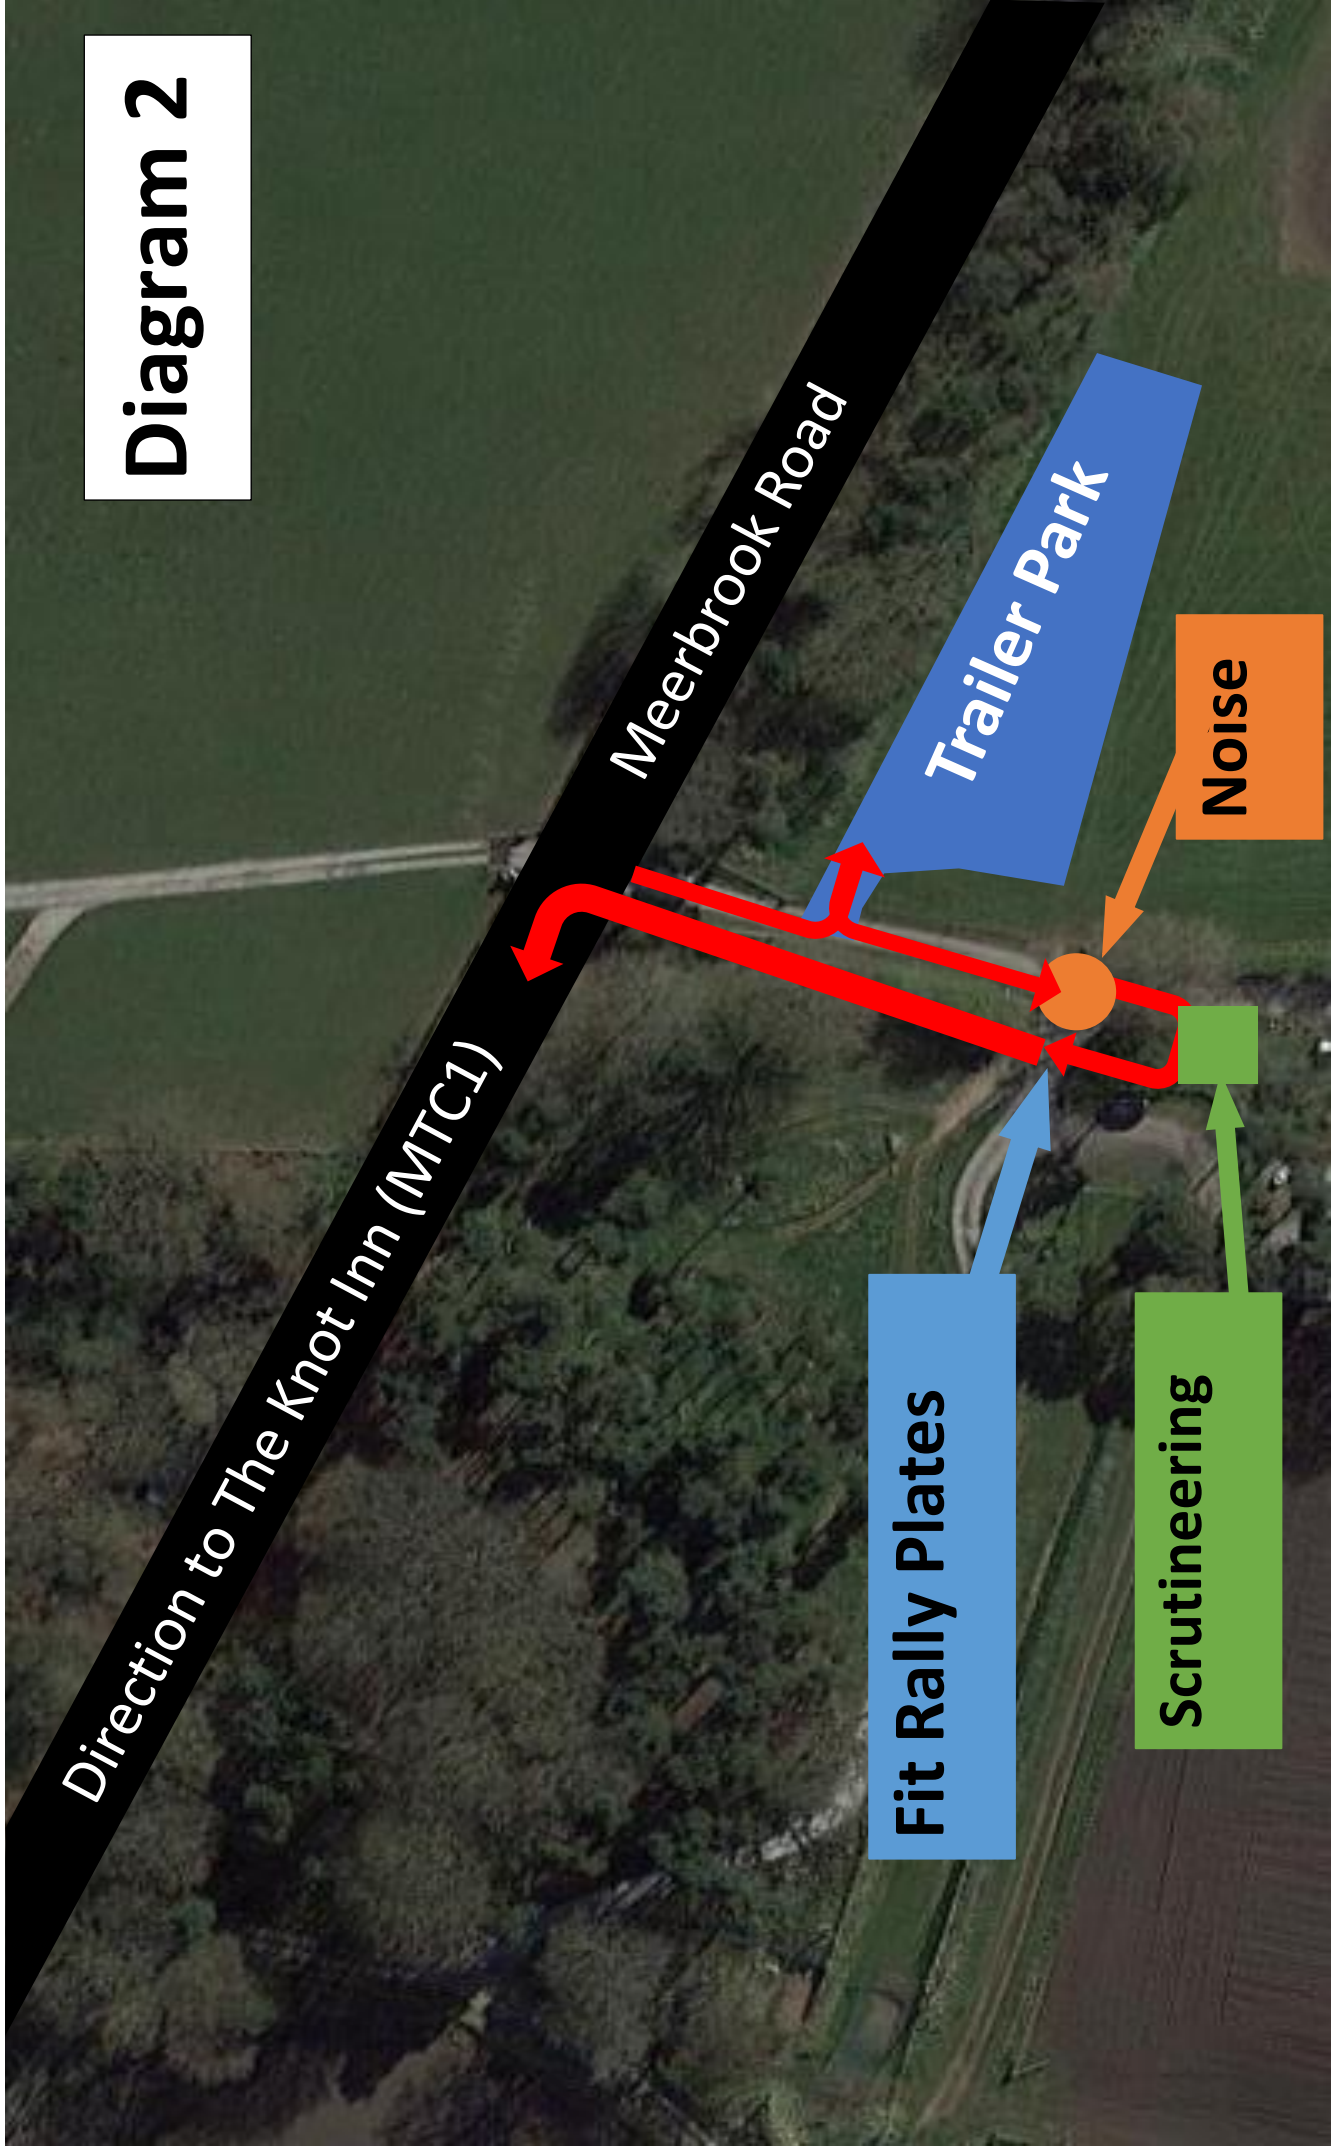 Diagram 2
Direction to The Knot Inn (MTC1)
Meerbrook Road
Trailer Park
Fit Rally Plates
Noise
Scrutineering